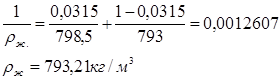 1/ρж. = 0,0315/798,5 + 1−0,0315/793 = 0,0012607
ρж = 793,21кг/м³